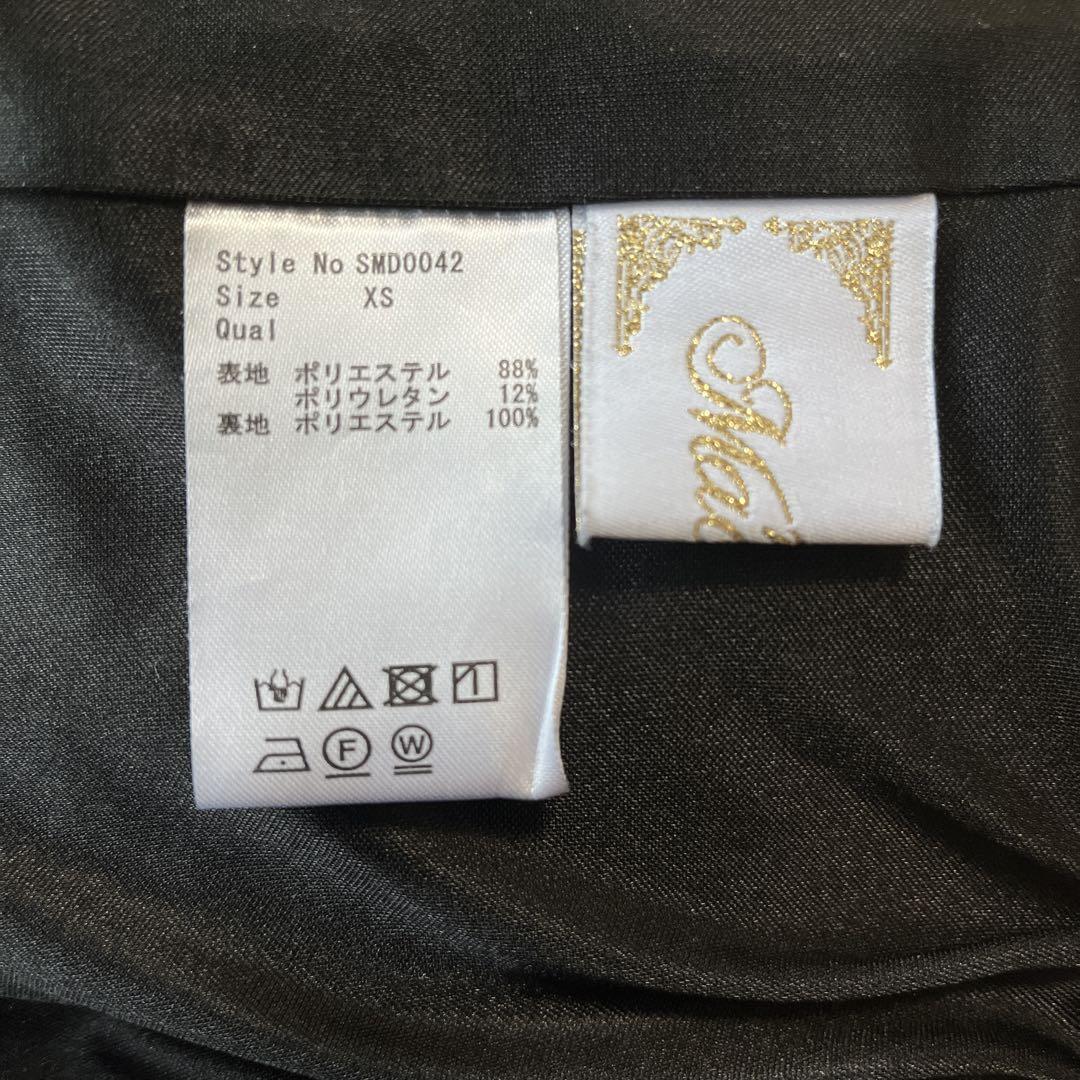 Style No SMD0042
Size XS
Qual
表地 ポリエステル 88%
ポリウレタン 12%
裏地 ポリエステル 100%
F W